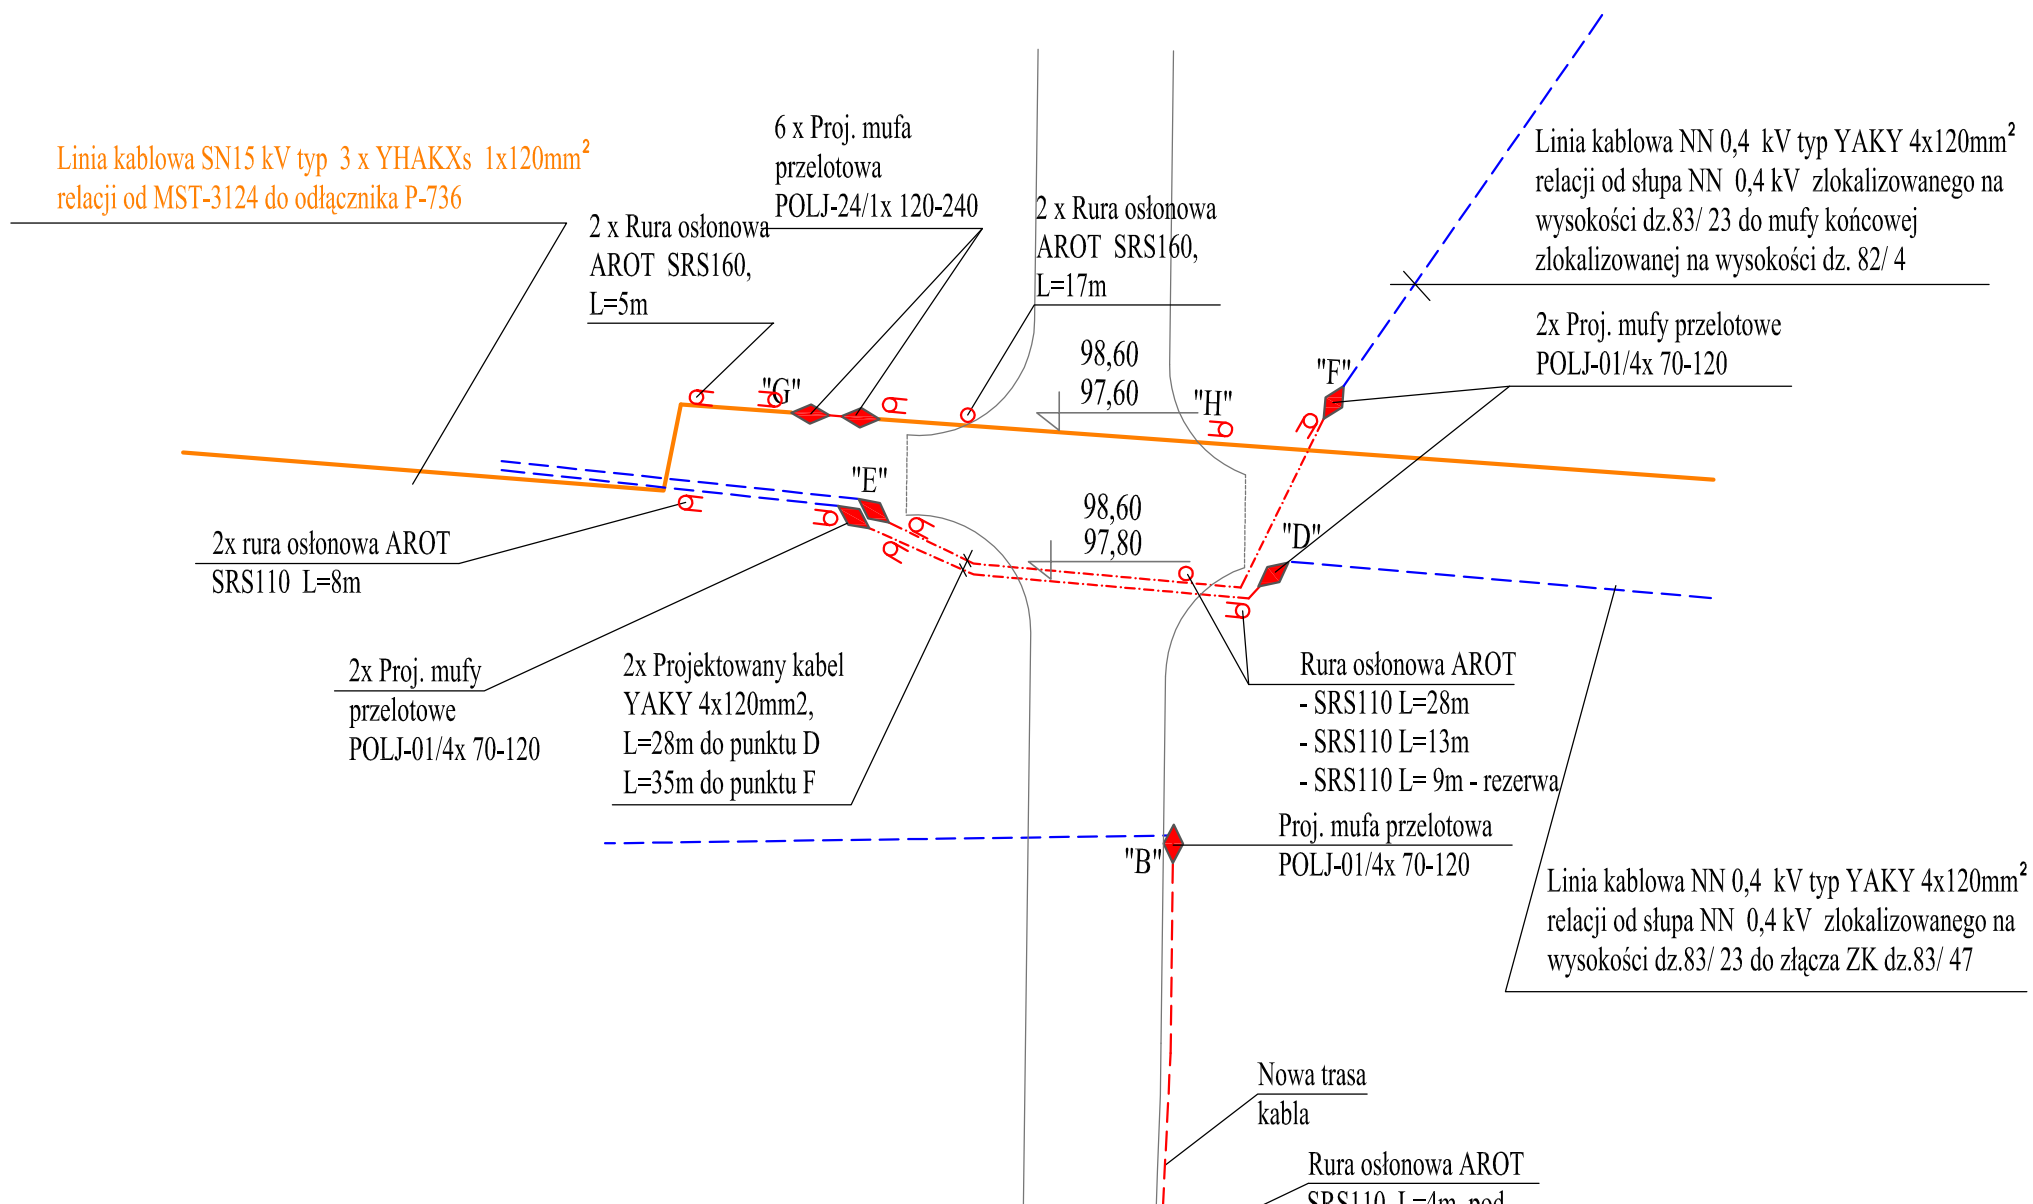 Linia kablowa SN15 kV typ 3 x YHAKXs 1x120mm²
relacji od MST-3124 do odłącznika P-736
6 x Proj. mufa
przelotowa
POLJ-24/1x 120-240
2 x Rura osłonowa
AROT SRS160,
L=5m
2 x Rura osłonowa
AROT SRS160,
L=17m
Linia kablowa NN 0,4 kV typ YAKY 4x120mm²
relacji od słupa NN 0,4 kV zlokalizowanego na
wysokości dz.83/ 23 do mufy końcowej
zlokalizowanej na wysokości dz. 82/ 4
2x Proj. mufy przelotowe
POLJ-01/4x 70-120
98,60
97,60
"G"
"H"
"F"
"E"
98,60
97,80
"D"
2x rura osłonowa AROT
SRS110 L=8m
2x Proj. mufy
przelotowe
POLJ-01/4x 70-120
2x Projektowany kabel
YAKY 4x120mm2,
L=28m do punktu D
L=35m do punktu F
Rura osłonowa AROT
- SRS110 L=28m
- SRS110 L=13m
- SRS110 L= 9m - rezerwa
Proj. mufa przelotowa
POLJ-01/4x 70-120
"B"
Linia kablowa NN 0,4 kV typ YAKY 4x120mm²
relacji od słupa NN 0,4 kV zlokalizowanego na
wysokości dz.83/ 23 do złącza ZK dz.83/ 47
Nowa trasa
kabla
Rura osłonowa AROT
SRS110 L=4m pod